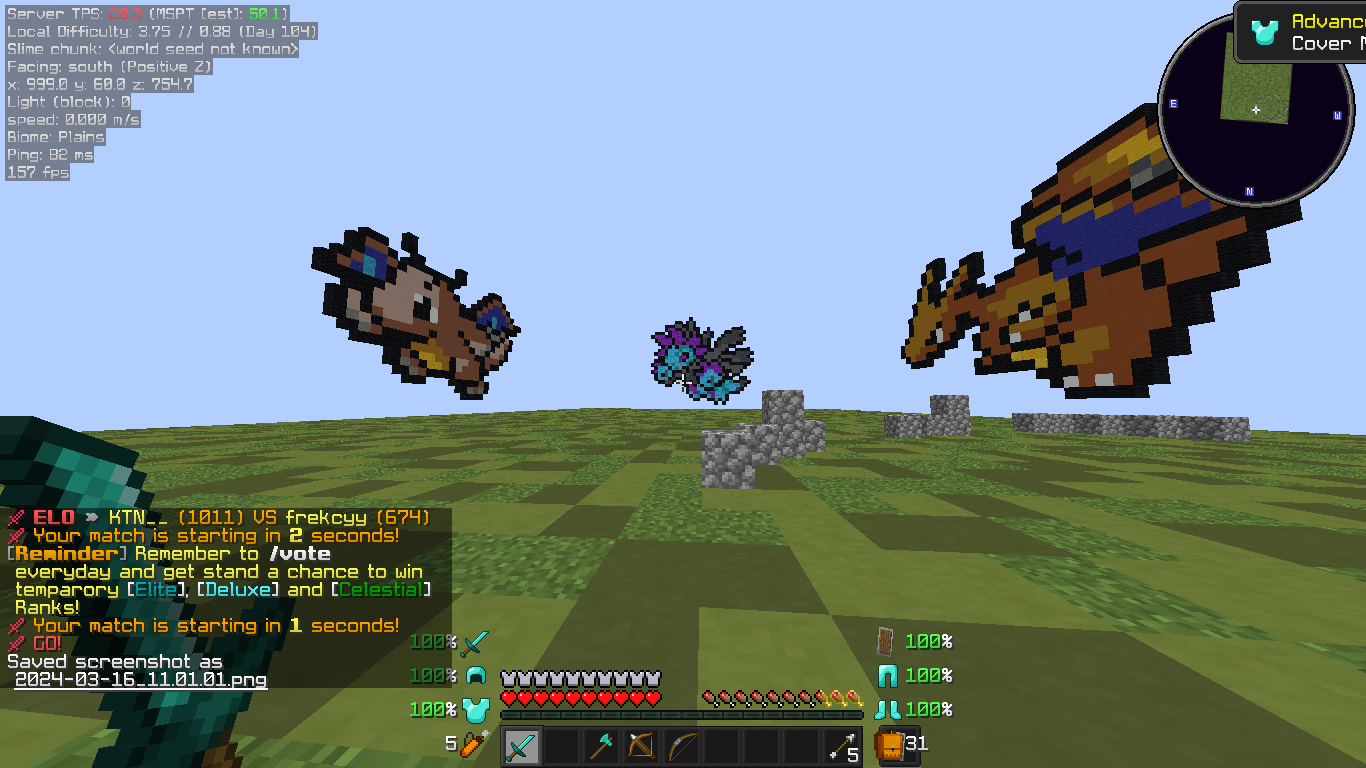 Server TPS: 20.0 (MSPT [est]: 50.1)
Local Difficulty: 3.75 // 0.88 (Day 104)
Slime chunk: <world seed not known>
Facing: south (Positive Z)
x: 999.0 y: 60.0 z: 754.7
Light (block): 0
speed: 0.000 m/s
Biome: Plains
Ping: 82 ms
157 fps
Advanc
Cover M
E
W
N
ELO » KTN__ (1011) VS frekcyy (674)
Your match is starting in 2 seconds!
[Reminder] Remember to /vote
everyday and get stand a chance to win
temparory [Elite], [Deluxe] and [Celestial]
Ranks!
Your match is starting in 1 seconds!
GO!
Saved screenshot as
2024-03-16_11.01.01.png
100%
100%
100%
5
100%
100%
100%
5
31